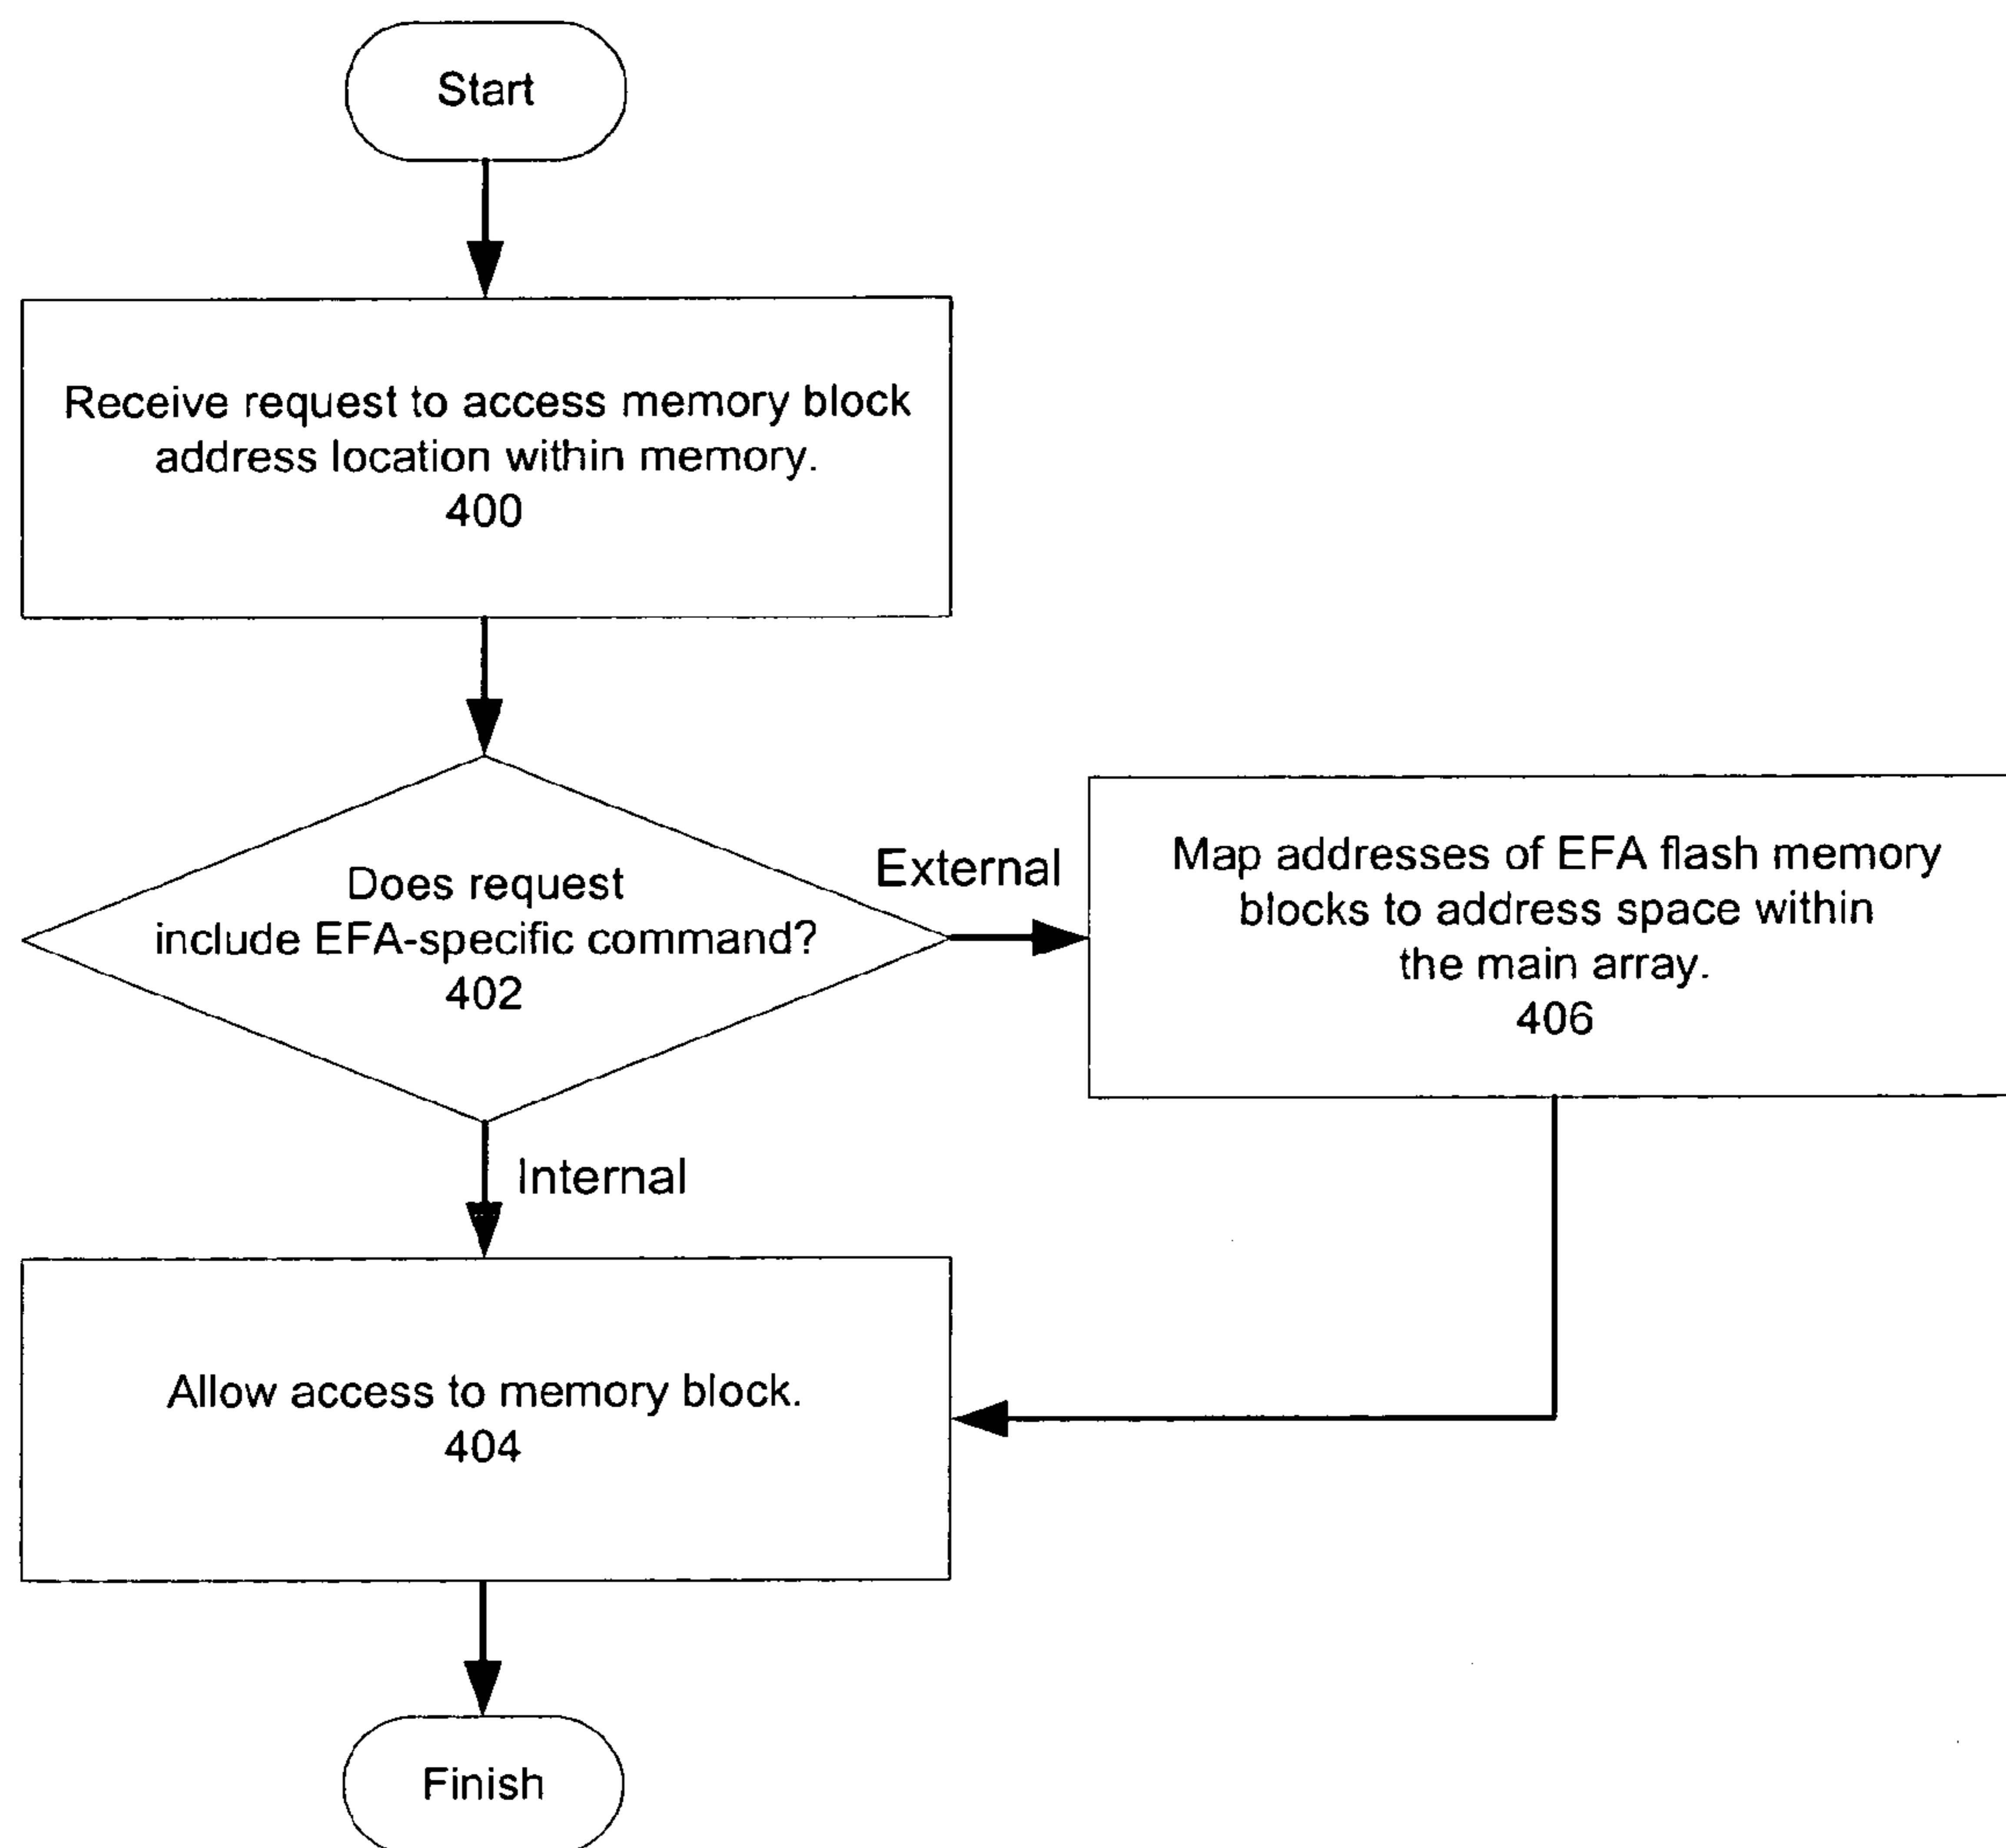 Start
Receive request to access memory block
address location within memory.
400
Does request
include EFA-specific command?
402
External
Map addresses of EFA flash memory
blocks to address space within
the main array.
406
Internal
Allow access to memory block.
404
Finish